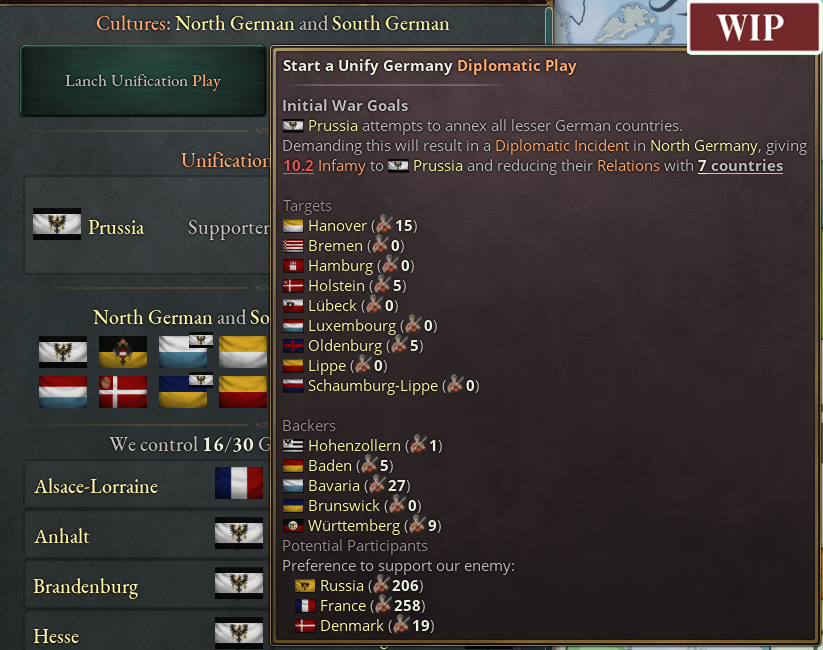 Cultures: North German and South German
WIP
Lanch Unification Play
Start a Unify Germany Diplomatic Play
Initial War Goals
Prussia attempts to annex all lesser German countries.
Demanding this will result in a Diplomatic Incident in North Germany, giving
10.2 Infamy to Prussia and reducing their Relations with 7 countries
Targets
Hanover (15)
Bremen (0)
Hamburg (0)
Holstein (5)
Lübeck (0)
Luxembourg (0)
Oldenburg (5)
Lippe (0)
Schaumburg-Lippe (0)
Backers
Hohenzollern (1)
Baden (5)
Bavaria (27)
Brunswick (0)
Württemberg (9)
Potential Participants
Preference to support our enemy:
Russia (206)
France (258)
Denmark (19)
Unification
Prussia
Supporter
North German and So
We control 16/30 G
Alsace-Lorraine
Anhalt
Brandenburg
Hesse